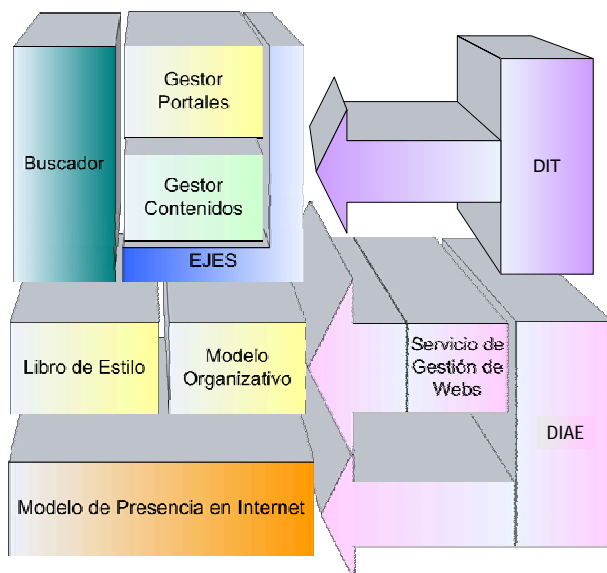 Gestor
Portales
Buscador
Gestor
Contenidos
EJES
DIT
Libro de Estilo
Modelo
Organizativo
Servicio de
Gestión de
Webs
DIAE
Modelo de Presencia en Internet